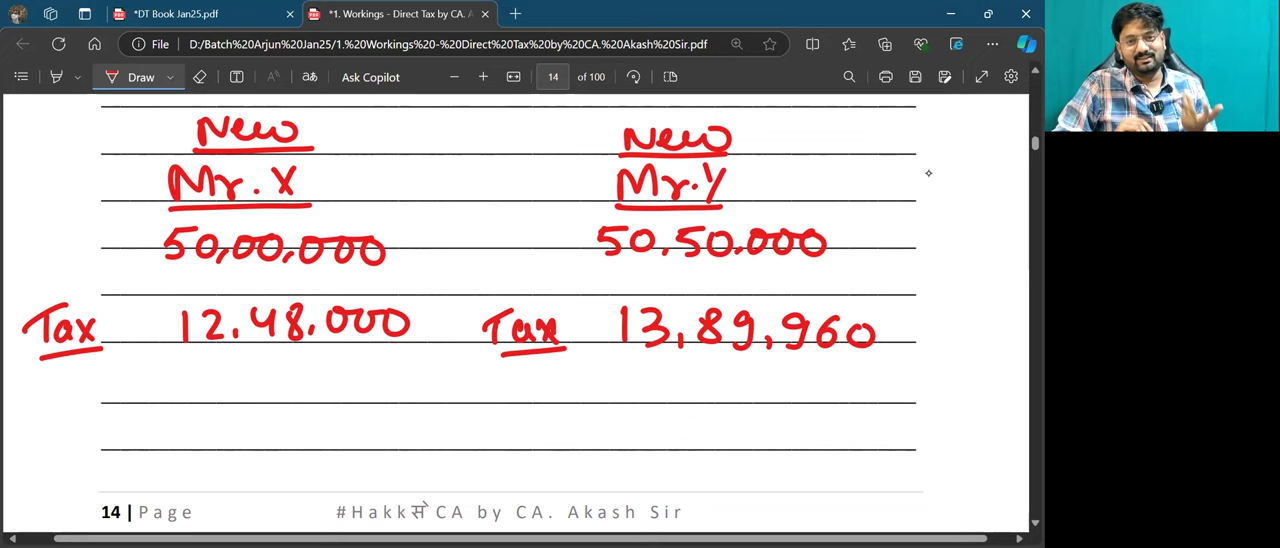 *DT Book Jan25.pdf
*1. Workings - Direct Tax by CA. A
File D:/Batch%20Arjun%20Jan25/1.%20Workings%20-%20Direct%20Tax%20by%20CA.%20Akash%20Sir.pdf
Draw aあ Ask Copilot 14 of 100
New New
Mr. X Mr. Y
50,00,000 50,50,000
Tax 12,48,000 Tax 13,89,960
14 | Page #Hakkसे CA by CA. Akash Sir